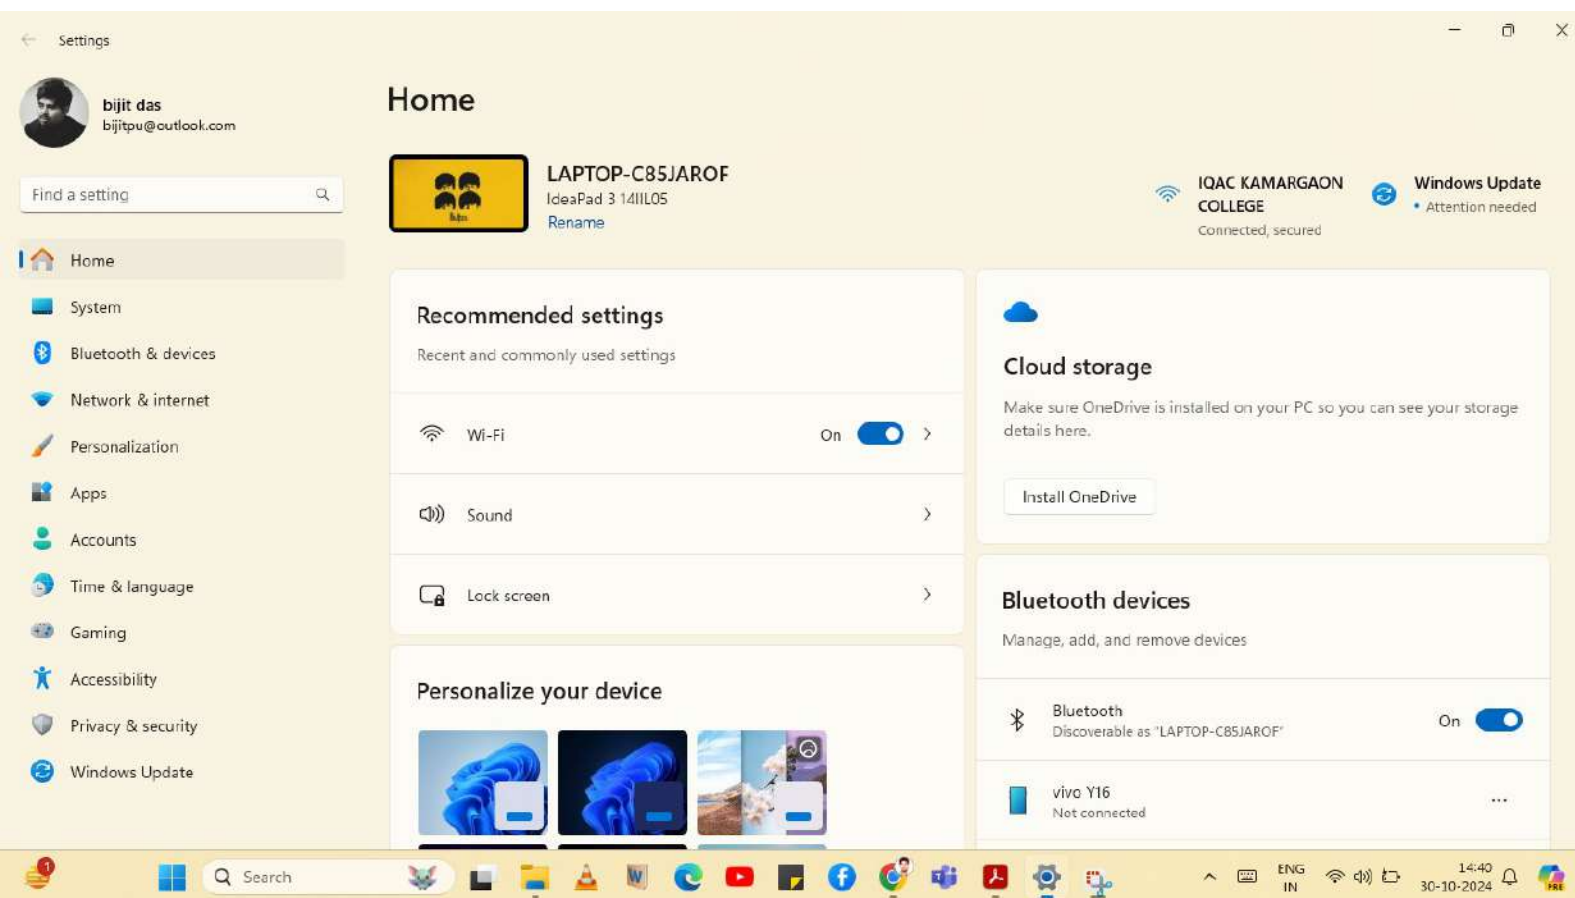 Settings
bijit das
bijitpu@outlook.com
Find a setting
Home
System
Bluetooth & devices
Network & internet
Personalization
Apps
Accounts
Time & language
Gaming
Accessibility
Privacy & security
Windows Update
Home
LAPTOP-C85JAROF
IdeaPad 3 14IIL05
Rename
IQAC KAMARGAON
COLLEGE
Connected, secured
Windows Update
• Attention needed
Recommended settings
Recent and commonly used settings
Wi-Fi
On
Sound
Lock screen
Personalize your device
Cloud storage
Make sure OneDrive is installed on your PC so you can see your storage
details here.
Install OneDrive
Bluetooth devices
Manage, add, and remove devices
Bluetooth
Discoverable as "LAPTOP-C85JAROF"
On
vivo Y16
Not connected
1
Search
ENG
IN
14:40
30-10-2024
PRE